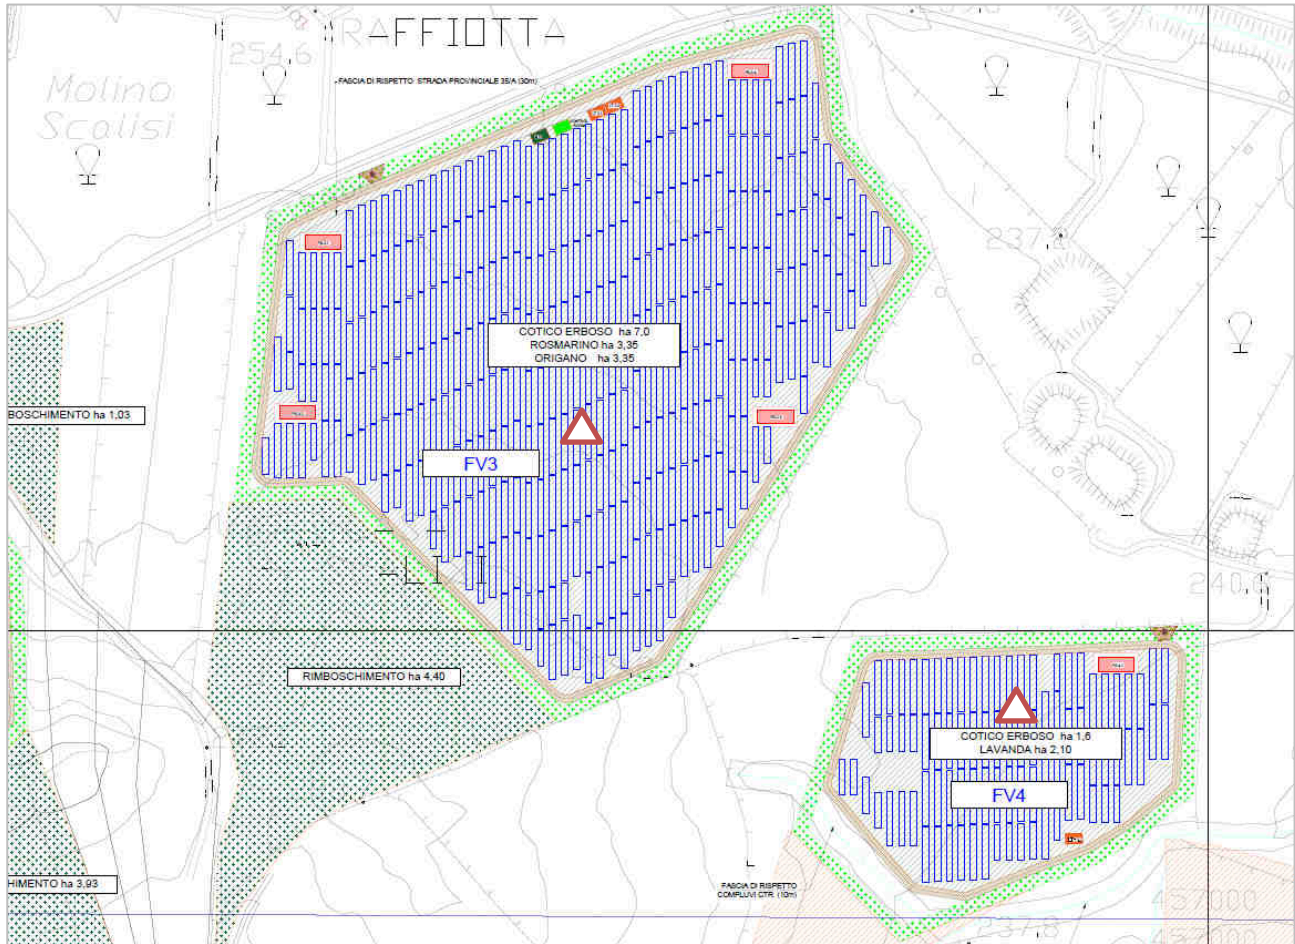 RAFFIOTTA
254.6
Molino
Scalisi
FASCIA DI RISPETTO STRADA PROVINCIALE 35/A (30m)
237.2
COTICO ERBOSO ha 7,0
ROSMARINO ha 3,35
ORIGANO ha 3,35
BOSCHIMENTO ha 1,03
FV3
240.6
RIMBOSCHIMENTO ha 4,40
COTICO ERBOSO ha 1,6
LAVANDA ha 2,10
FV4
HIMENTO ha 3,93
FASCIA DI RISPETTO
COMPLUVI CTR (10m)
457000
237.8
457000